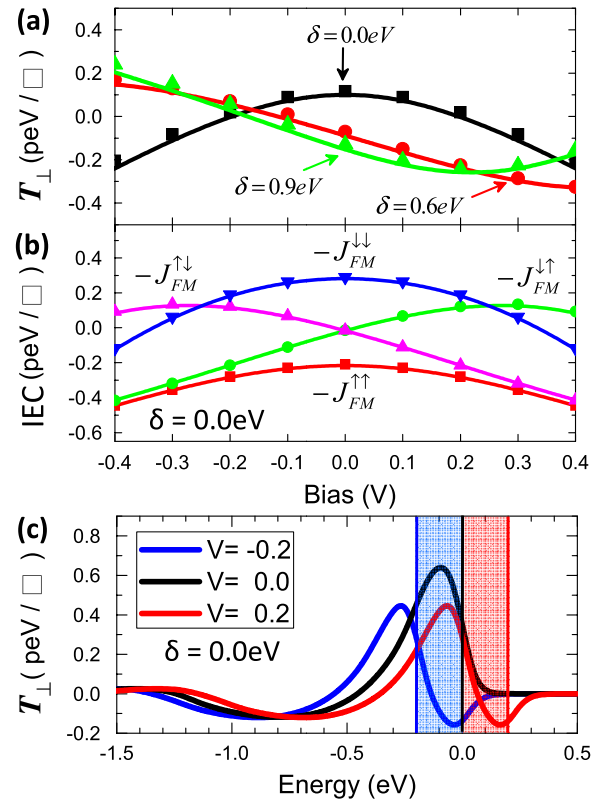 (a)
δ=0.0eV
δ=0.9eV
δ=0.6eV
T⊥ (peV / □)
0.4
0.2
0.0
-0.2
-0.4
(b)
−J↑↓FM
−J↓↓FM
−J↓↑FM
−J↑↑FM
IEC (peV / □)
0.4
0.2
0.0
-0.2
-0.4
-0.6
δ = 0.0eV
-0.4 -0.3 -0.2 -0.1 0.0 0.1 0.2 0.3 0.4
Bias (V)
(c)
V= -0.2
V= 0.0
V= 0.2
δ = 0.0eV
T⊥ ( peV / □)
0.8
0.6
0.4
0.2
0.0
-0.2
-1.5 -1.0 -0.5 0.0 0.5
Energy (eV)